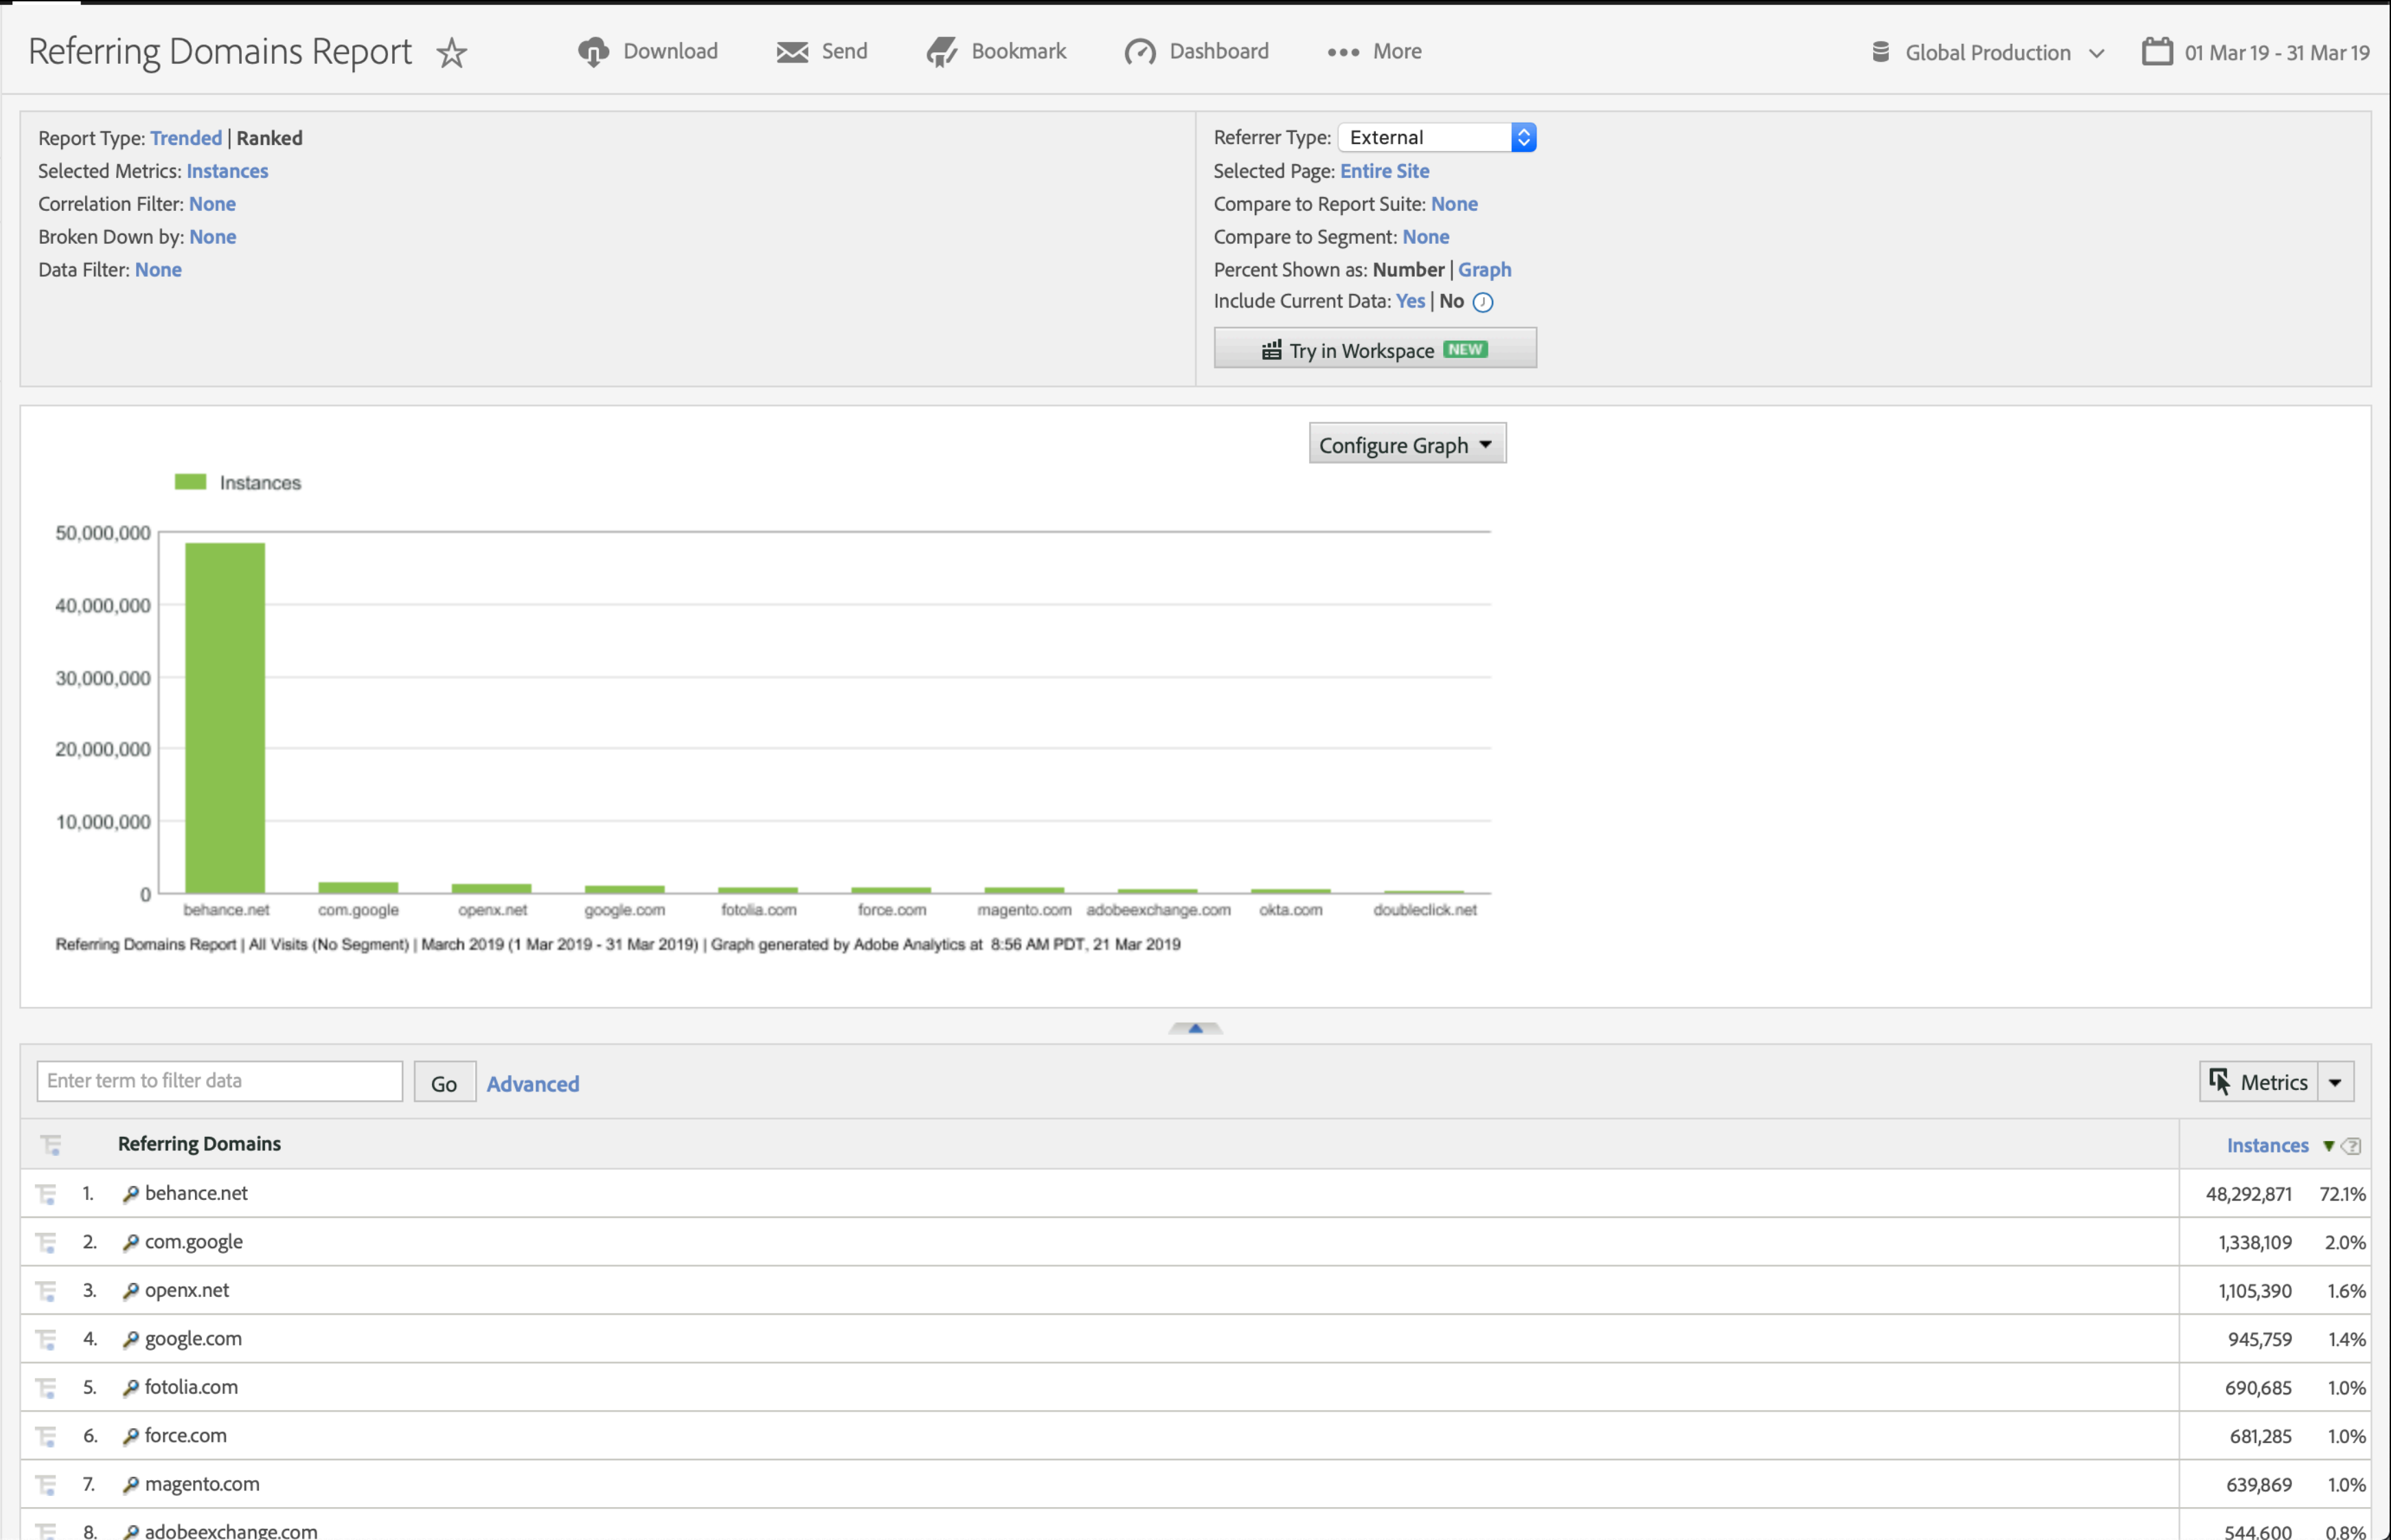 Referring Domains Report Download Send Bookmark Dashboard More Global Production 01 Mar 19 - 31 Mar 19
Report Type: Trended | Ranked
Selected Metrics: Instances
Correlation Filter: None
Broken Down by: None
Data Filter: None
Referrer Type: External
Selected Page: Entire Site
Compare to Report Suite: None
Compare to Segment: None
Percent Shown as: Number | Graph
Include Current Data: Yes | No
Try in Workspace NEW
Configure Graph
Instances
50,000,000
40,000,000
30,000,000
20,000,000
10,000,000
0
behance.net com.google openx.net google.com fotolia.com force.com magento.com adobeexchange.com okta.com doubleclick.net
Referring Domains Report | All Visits (No Segment) | March 2019 (1 Mar 2019 - 31 Mar 2019) | Graph generated by Adobe Analytics at 8:56 AM PDT, 21 Mar 2019
Enter term to filter data Go Advanced Metrics
Referring Domains Instances
1. behance.net 48,292,871 72.1%
2. com.google 1,338,109 2.0%
3. openx.net 1,105,390 1.6%
4. google.com 945,759 1.4%
5. fotolia.com 690,685 1.0%
6. force.com 681,285 1.0%
7. magento.com 639,869 1.0%
8. adobeexchange.com 544,600 0.8%